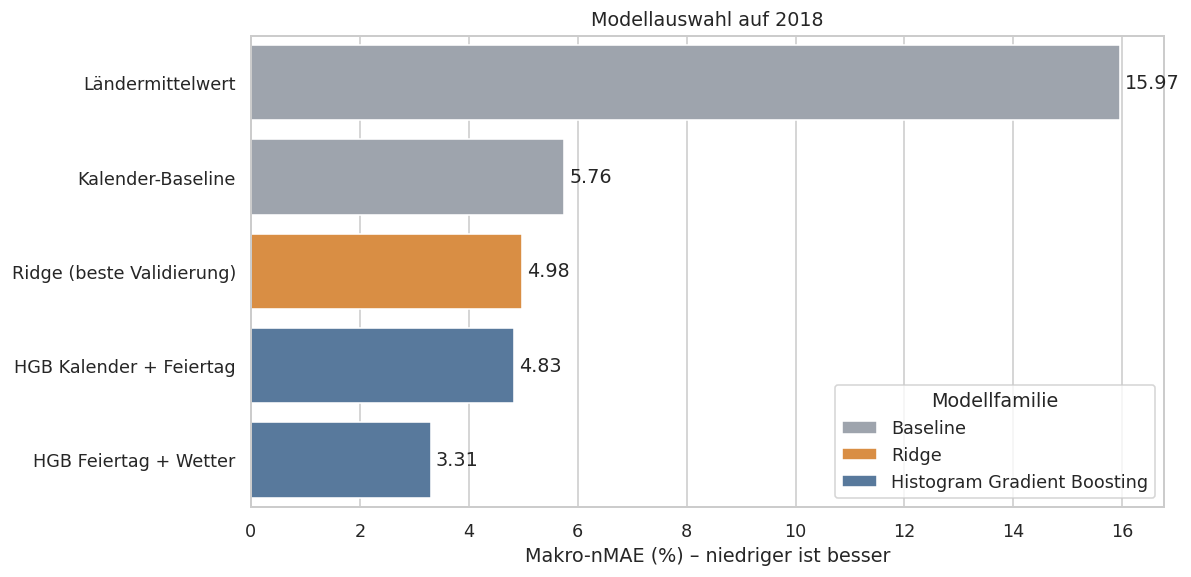 Modellauswahl auf 2018
Ländermittelwert
15.97
Kalender-Baseline
5.76
Ridge (beste Validierung)
4.98
HGB Kalender + Feiertag
4.83
HGB Feiertag + Wetter
3.31
Modellfamilie
Baseline
Ridge
Histogram Gradient Boosting
0 2 4 6 8 10 12 14 16
Makro-nMAE (%) – niedriger ist besser